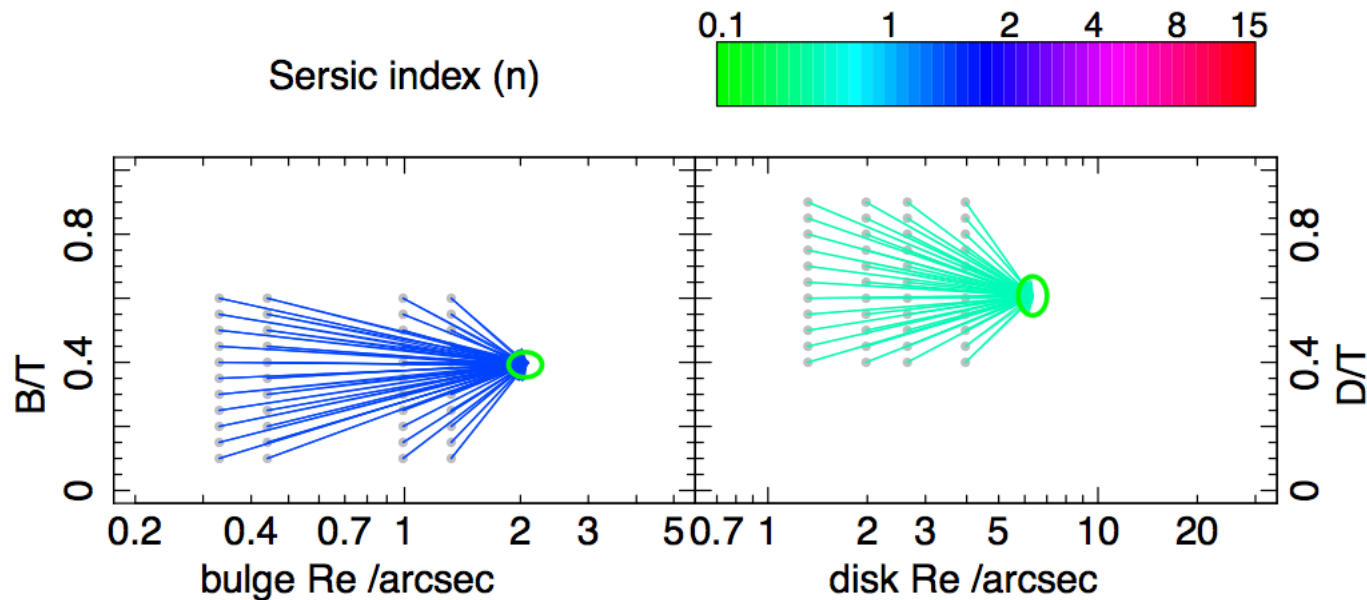 0.1 1 2 4 8 15
Sersic index (n)
B/T
0 0.4 0.8
0.2 0.4 0.7 1 2 3 5
bulge Re /arcsec
0.7 1 2 3 5 10 20
disk Re /arcsec
0 0.4 0.8
D/T